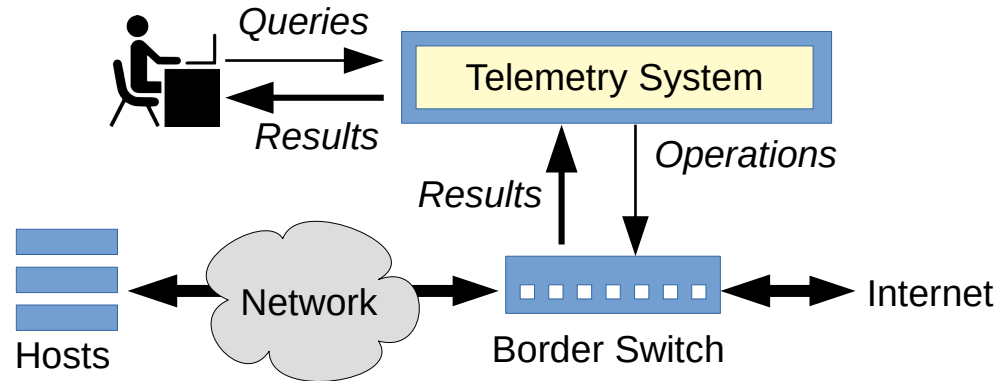 Queries
Telemetry System
Results
Operations
Results
Network
Internet
Hosts
Border Switch